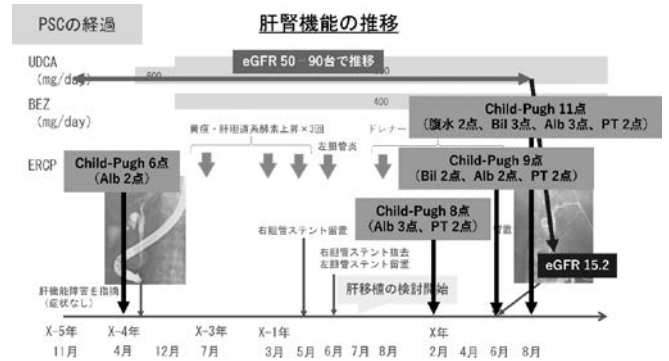 PSCの経過
肝腎機能の推移
UDCA
(mg/day)
eGFR 50－90台で推移
600
BEZ
(mg/day)
400
Child-Pugh 11点
(腹水 2点、Bil 3点、Alb 3点、PT 2点)
黄疸・肝胆道系酵素上昇×3回
ドレナー
左胆管炎
ERCP
Child-Pugh 6点
(Alb 2点)
Child-Pugh 9点
(Bil 2点、Alb 2点、PT 2点)
Child-Pugh 8点
(Alb 3点、PT 2点)
右胆管ステント留置
留置
右胆管ステント抜去
左胆管ステント留置
eGFR 15.2
肝機能障害を指摘
(症状なし)
肝移植の検討開始
X-5年 X-4年 X-3年 X-1年 X年
11月 4月 12月 7月 3月 5月 6月 7月 8月 2月 4月 6月 8月